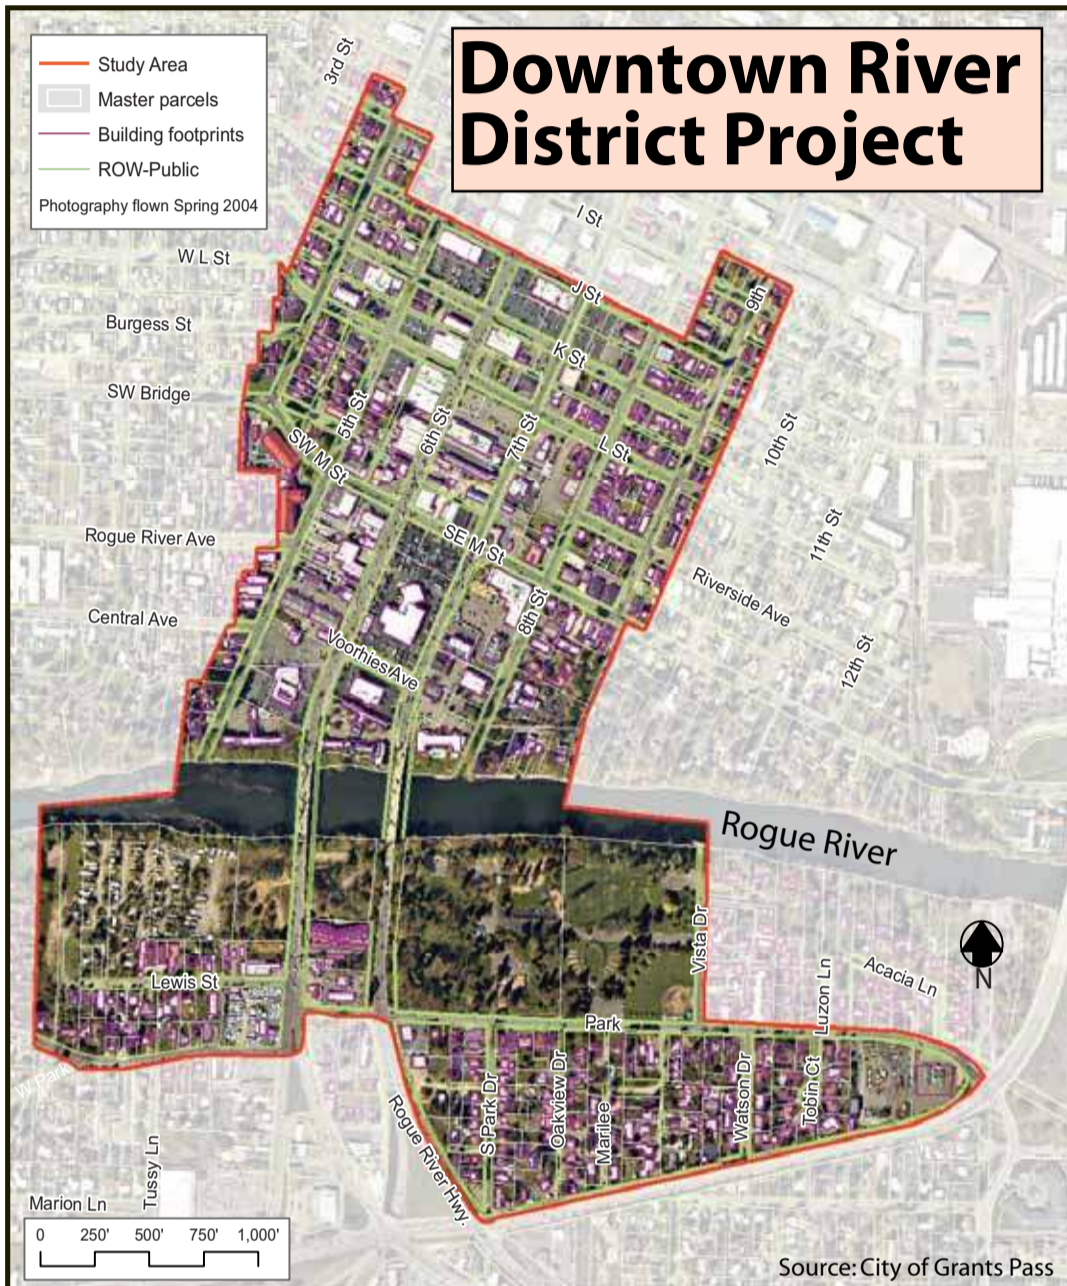 Downtown River
District Project
Study Area
Master parcels
Building footprints
ROW-Public
Photography flown Spring 2004
3rd St
I St
W L St
J St
9th
Burgess St
K St
SW Bridge
5th St
6th St
7th St
L St
10th St
SW M St
Rogue River Ave
SE M St
11th St
Riverside Ave
Central Ave
8th St
Voorhies Ave
12th St
Rogue River
Vista Dr
Lewis St
Luzon Ln
Acacia Ln
N
Park
W Park
S Park Dr
Oakview Dr
Marilee
Watson Dr
Tobin Ct
Rogue River Hwy.
Tussy Ln
Marion Ln
0 250' 500' 750' 1,000'
Source: City of Grants Pass